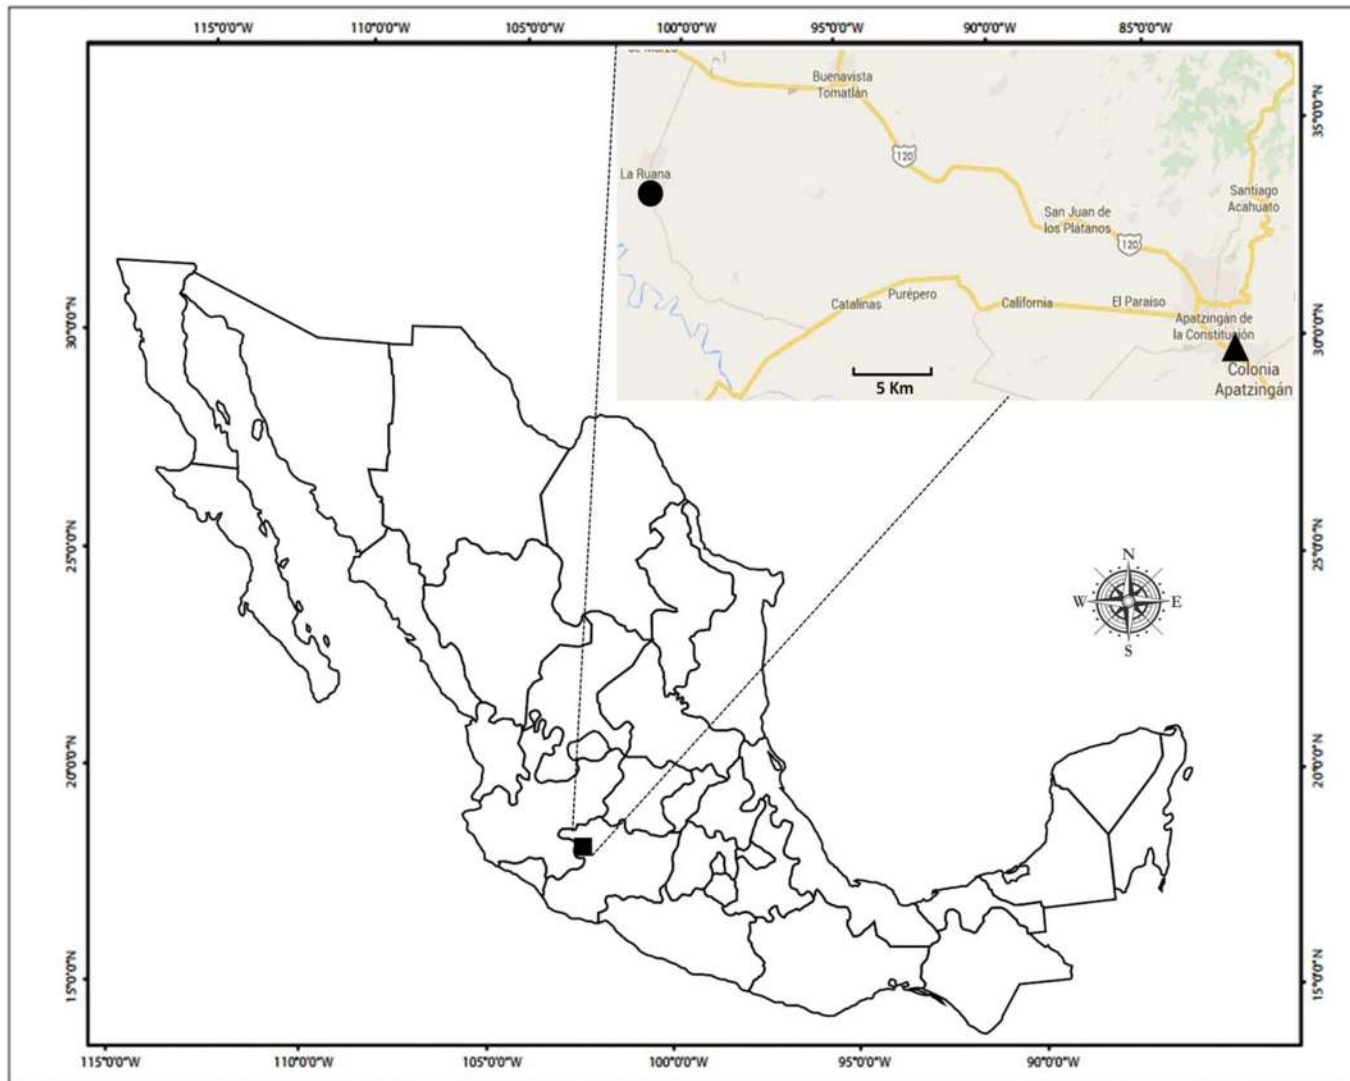 115°0'0"W 110°0'0"W 105°0'0"W 100°0'0"W 95°0'0"W 90°0'0"W 85°0'0"W
Buenavista
Tomatlán
120
La Ruana
Santiago
Acahuato
San Juan de
los Plátanos
120
Catalinas
Purépero
California
El Paraíso
Apatzingán de
la Constitución
Colonia
Apatzingán
5 Km
35°0'0"N
30°0'0"N
30°0'0"N
25°0'0"N
25°0'0"N
N
W
E
S
20°0'0"N
20°0'0"N
15°0'0"N
15°0'0"N
115°0'0"W 110°0'0"W 105°0'0"W 100°0'0"W 95°0'0"W 90°0'0"W